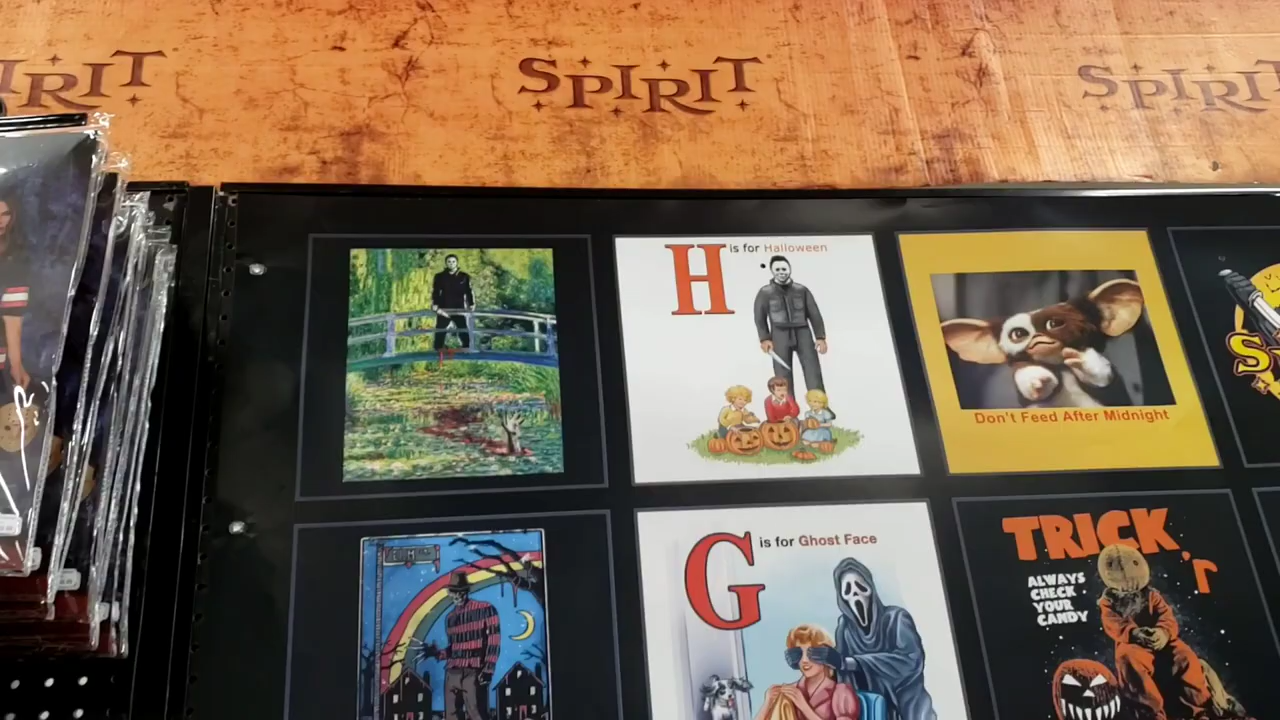 SPIRIT
SPIRIT
SPIRIT
H is for Halloween
Don't Feed After Midnight
G is for Ghost Face
TRICK 'r
ALWAYS
CHECK
YOUR
CANDY